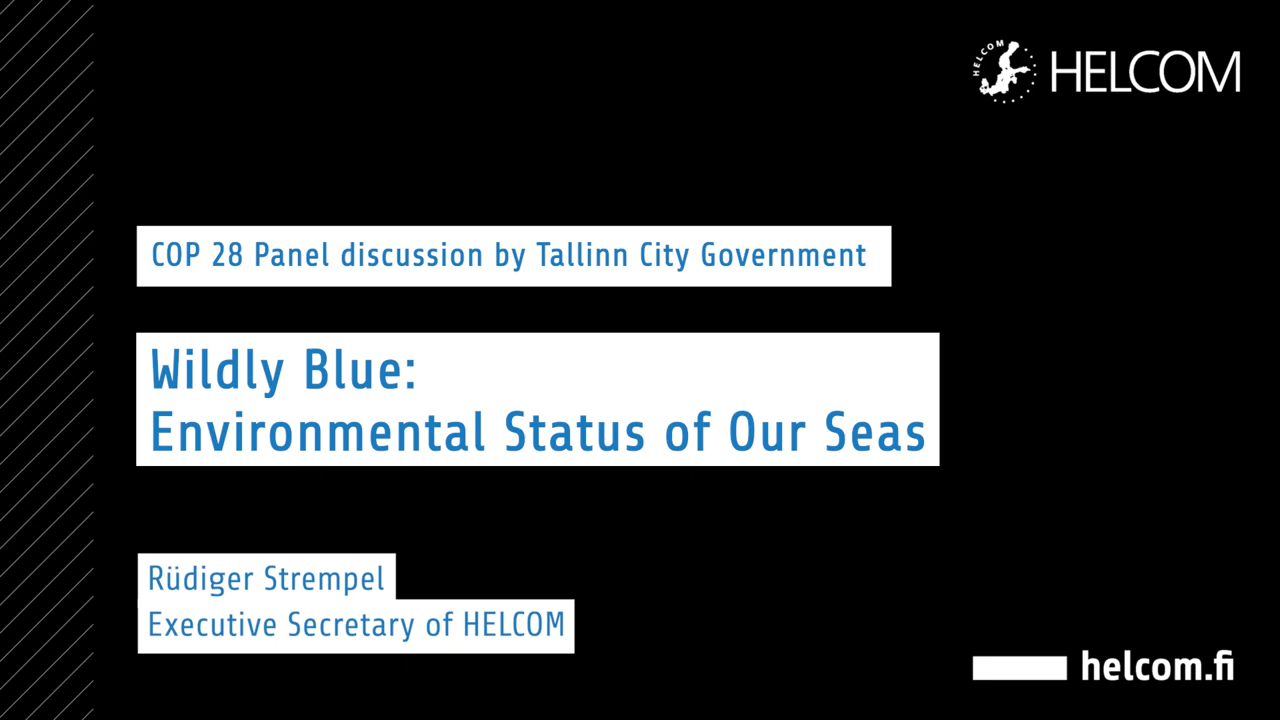 HELCOM
HELCOM
COP 28 Panel discussion by Tallinn City Government
Wildly Blue:
Environmental Status of Our Seas
Rüdiger Strempel
Executive Secretary of HELCOM
helcom.fi